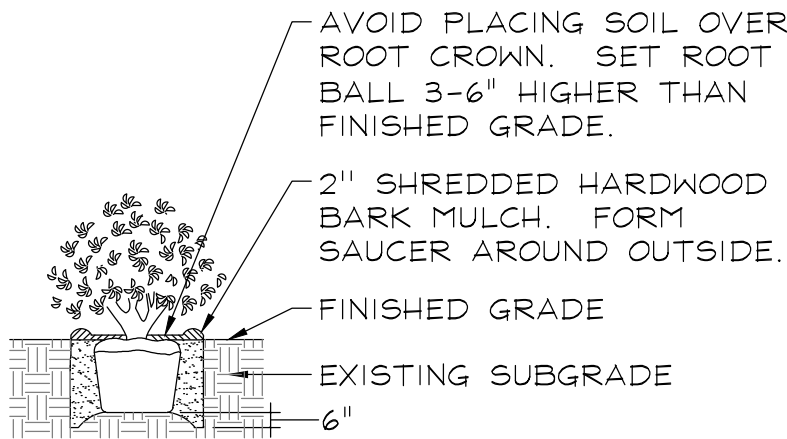 AVOID PLACING SOIL OVER
ROOT CROWN. SET ROOT
BALL 3-6" HIGHER THAN
FINISHED GRADE.
2" SHREDDED HARDWOOD
BARK MULCH. FORM
SAUCER AROUND OUTSIDE.
FINISHED GRADE
EXISTING SUBGRADE
6"